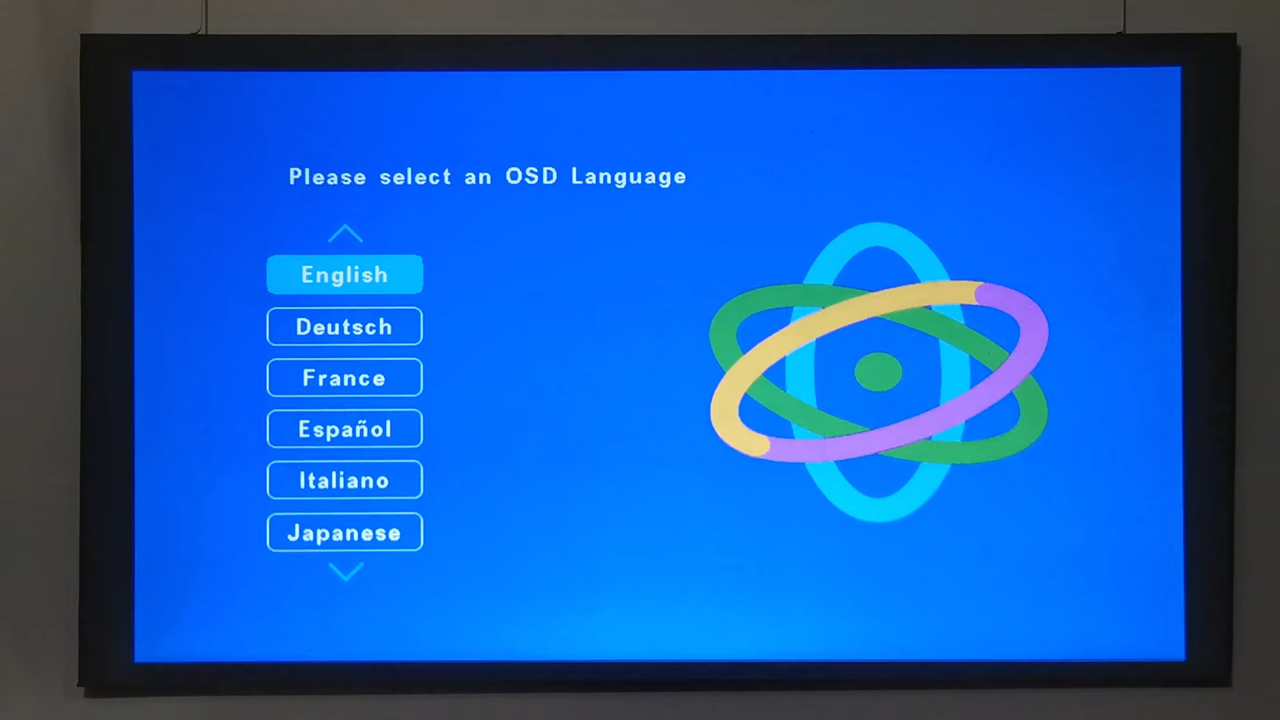 Please select an OSD Language
English
Deutsch
France
Español
Italiano
Japanese